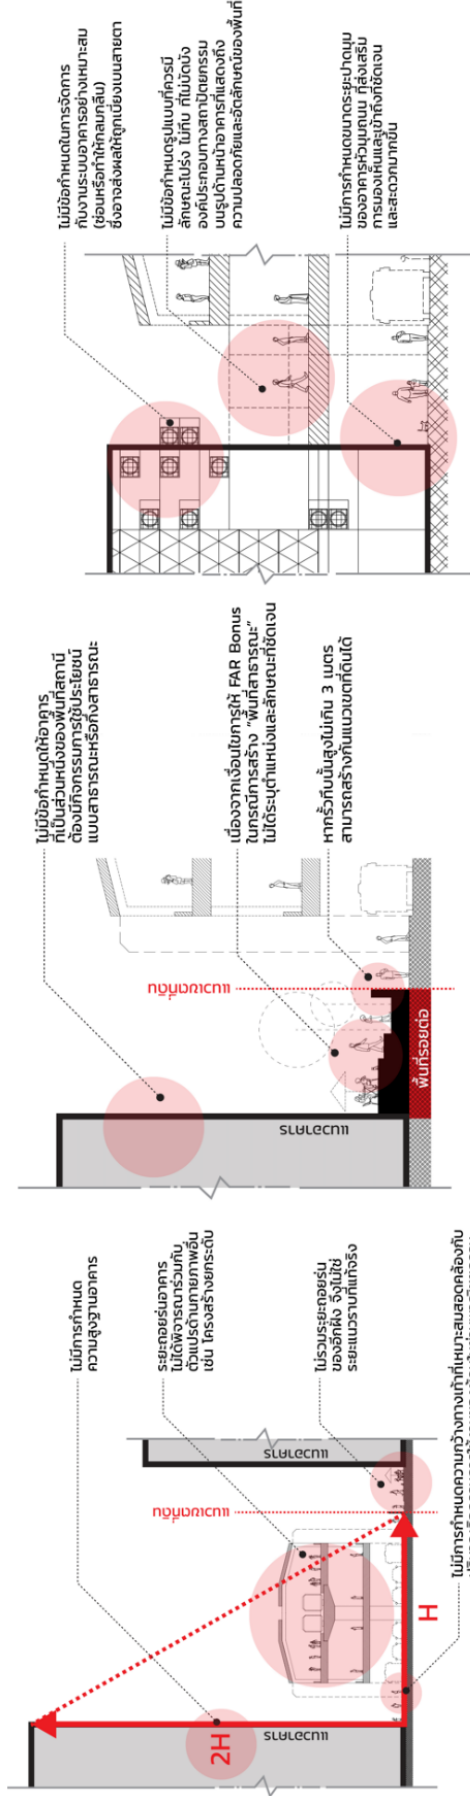 ไม่มีการกำหนด
ความสูงฐานอาคาร
ระยะถอยร่นอาคาร
ไม่ได้พิจารณาร่วมกับ
ตัวแปรด้านกายภาพอื่น
เช่น โครงสร้างยกระดับ
ไม่รวมระยะถอยร่น
ของอีกฝั่ง จึงไม่ใช่
ระยะแนวราบที่แท้จริง
ไม่มีการกำหนดความกว้างทางเท้าที่เหมาะสมสอดคล้องกับ
แนวอาคาร
2H
H
แนวเขตที่ดิน
แนวอาคาร
ไม่มีข้อกำหนดให้อาคาร
ที่เป็นส่วนหนึ่งของพื้นที่สถานี
ต้องมีกิจกรรมการใช้ประโยชน์
แบบสาธารณะหรือกึ่งสาธารณะ
เนื่องจากเงื่อนไขการให้ FAR Bonus
ในกรณีการสร้าง "พื้นที่สาธารณะ"
ไม่ได้ระบุตำแหน่งและลักษณะที่ชัดเจน
หากรั้วทึบนั้นสูงไม่เกิน 3 เมตร
สามารถสร้างกั้นแนวเขตที่ดินได้
แนวอาคาร
แนวเขตที่ดิน
พื้นที่รอยต่อ
ไม่มีข้อกำหนดในการจัดการ
กับงานระบบอาคารอย่างเหมาะสม
(ซ่อนหรือทำให้กลมกลืน)
ซึ่งอาจส่งผลให้ถูกเบี่ยงเบนสายตา
ไม่มีข้อกำหนดรูปแบบที่ควรมี
ลักษณะโปร่ง ไม่ทึบ ที่ไม่บดบัง
องค์ประกอบทางสถาปัตยกรรม
บนรูปด้านหน้าอาคารที่แสดงถึง
ความปลอดภัยและอัตลักษณ์ของพื้นที่
ไม่มีการกำหนดขนาดระยะปาดมุม
ของอาคารหัวมุมถนน ที่ส่งเสริม
การมองเห็นและเข้าถึงที่ชัดเจน
และสะดวกมากขึ้น